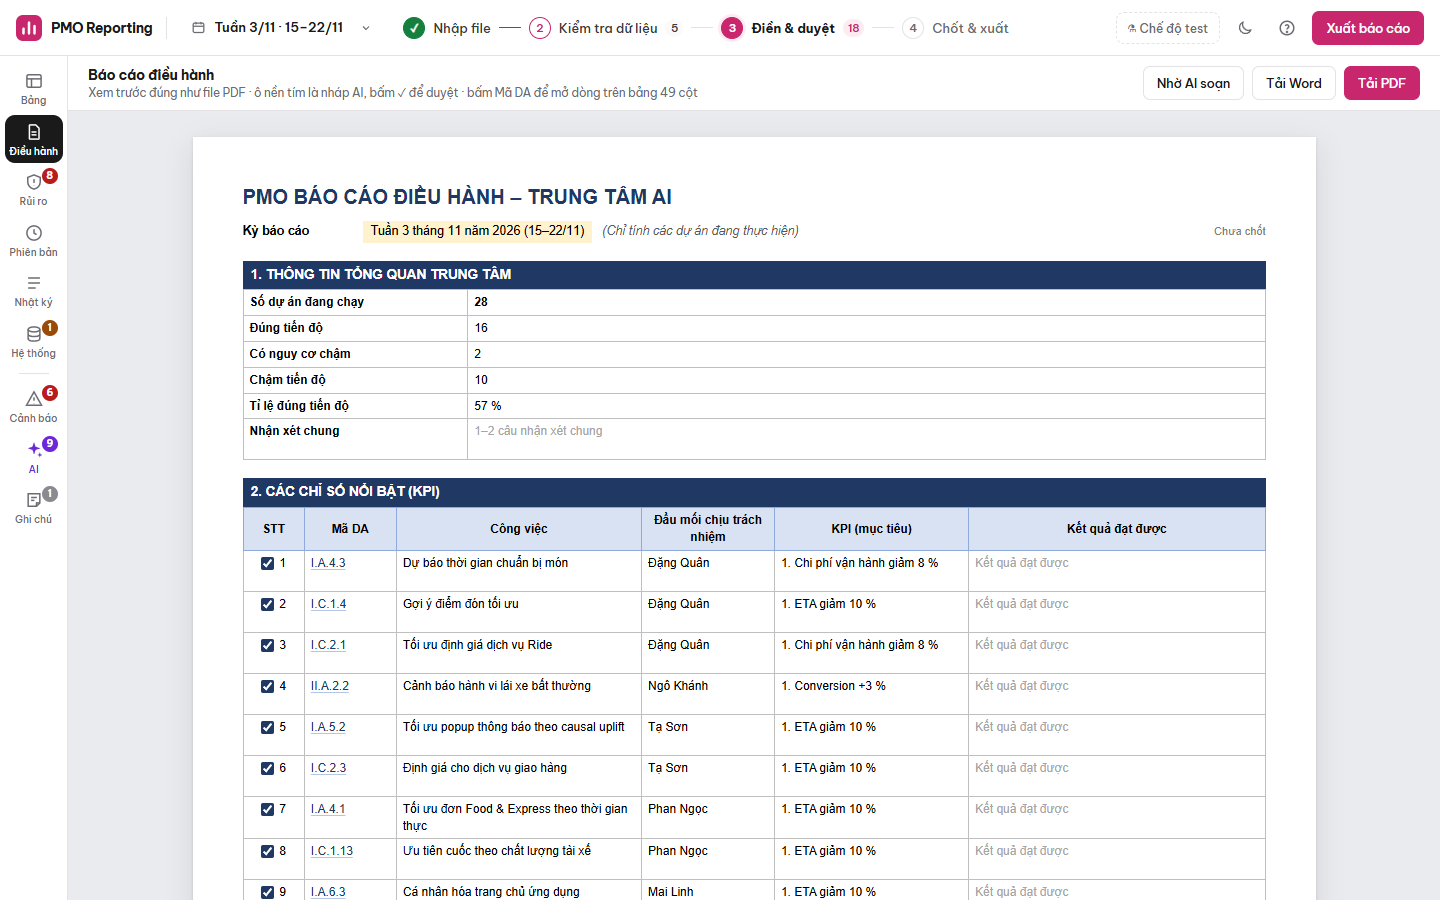 PMO Reporting
Tuần 3/11 · 15–22/11
Nhập file
2 Kiểm tra dữ liệu 5
3 Điền & duyệt 18
4 Chốt & xuất
Chế độ test
Xuất báo cáo
Bảng
Điều hành
8
Rủi ro
Phiên bản
Nhật ký
1
Hệ thống
6
Cảnh báo
9
AI
1
Ghi chú
Báo cáo điều hành
Xem trước đúng như file PDF · ô nền tím là nháp AI, bấm ✓ để duyệt · bấm Mã DA để mở dòng trên bảng 49 cột
Nhờ AI soạn
Tải Word
Tải PDF
PMO BÁO CÁO ĐIỀU HÀNH – TRUNG TÂM AI
Kỳ báo cáo Tuần 3 tháng 11 năm 2026 (15–22/11) (Chỉ tính các dự án đang thực hiện) Chưa chốt
1. THÔNG TIN TỔNG QUAN TRUNG TÂM
Số dự án đang chạy 28
Đúng tiến độ 16
Có nguy cơ chậm 2
Chậm tiến độ 10
Tỉ lệ đúng tiến độ 57 %
Nhận xét chung 1–2 câu nhận xét chung
2. CÁC CHỈ SỐ NỔI BẬT (KPI)
STT Mã DA Công việc Đầu mối chịu trách nhiệm KPI (mục tiêu) Kết quả đạt được
1 I.A.4.3 Dự báo thời gian chuẩn bị món Đặng Quân 1. Chi phí vận hành giảm 8 % Kết quả đạt được
2 I.C.1.4 Gợi ý điểm đón tối ưu Đặng Quân 1. ETA giảm 10 % Kết quả đạt được
3 I.C.2.1 Tối ưu định giá dịch vụ Ride Đặng Quân 1. Chi phí vận hành giảm 8 % Kết quả đạt được
4 II.A.2.2 Cảnh báo hành vi lái xe bất thường Ngô Khánh 1. Conversion +3 % Kết quả đạt được
5 I.A.5.2 Tối ưu popup thông báo theo causal uplift Tạ Sơn 1. ETA giảm 10 % Kết quả đạt được
6 I.C.2.3 Định giá cho dịch vụ giao hàng Tạ Sơn 1. ETA giảm 10 % Kết quả đạt được
7 I.A.4.1 Tối ưu đơn Food & Express theo thời gian thực Phan Ngọc 1. ETA giảm 10 % Kết quả đạt được
8 I.C.1.13 Ưu tiên cuốc theo chất lượng tài xế Phan Ngọc 1. ETA giảm 10 % Kết quả đạt được
9 I.A.6.3 Cá nhân hóa trang chủ ứng dụng Mai Linh 1. ETA giảm 10 % Kết quả đạt được